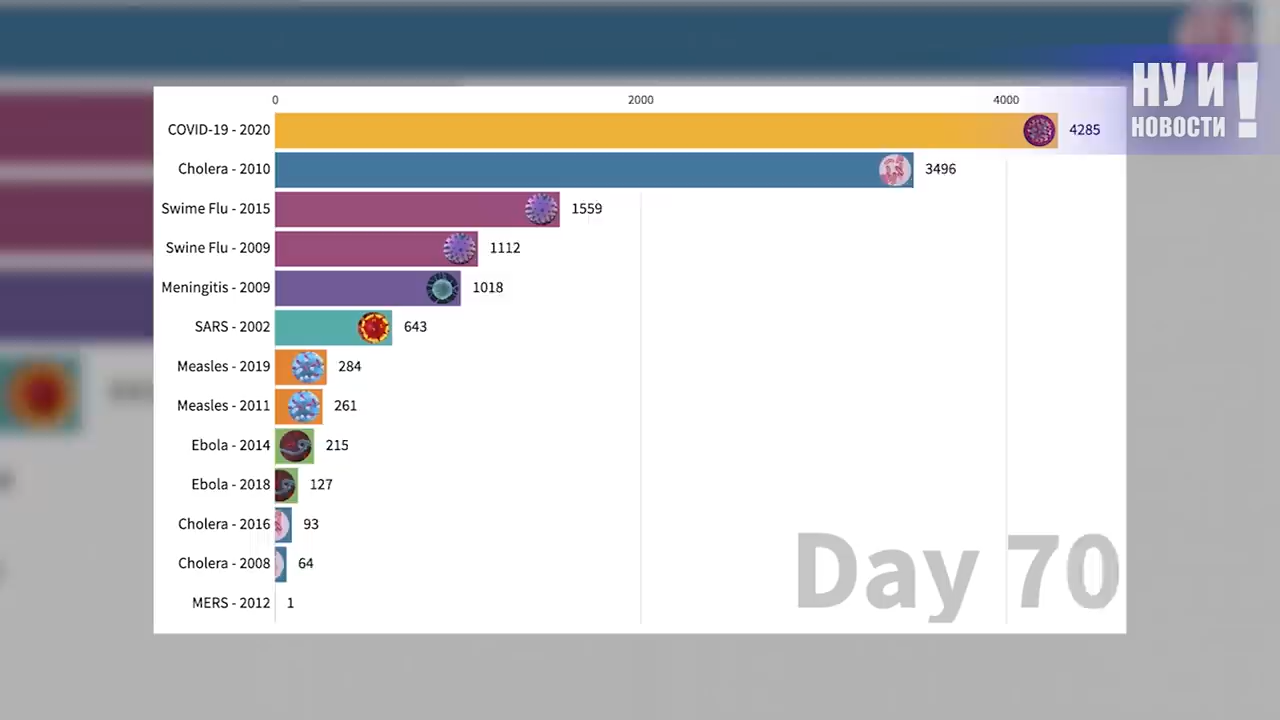 НУ И !
НОВОСТИ
0 2000 4000
COVID-19 - 2020 4285
Cholera - 2010 3496
Swime Flu - 2015 1559
Swine Flu - 2009 1112
Meningitis - 2009 1018
SARS - 2002 643
Measles - 2019 284
Measles - 2011 261
Ebola - 2014 215
Ebola - 2018 127
Cholera - 2016 93
Cholera - 2008 64
MERS - 2012 1
Day 70